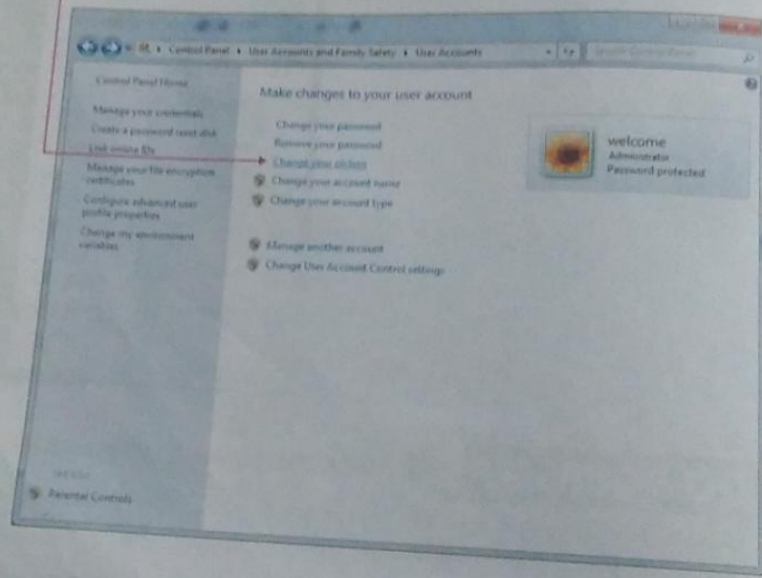 Control Panel ▸ User Accounts and Family Safety ▸ User Accounts
Control Panel Home
Manage your credentials
Create a password reset disk
Link online IDs
Manage your file encryption
certificates
Configure advanced user
profile properties
Change my environment
variables
Make changes to your user account
Change your password
Remove your password
Change your picture
Change your account name
Change your account type
Manage another account
Change User Account Control settings
welcome
Administrator
Password protected
Parental Controls